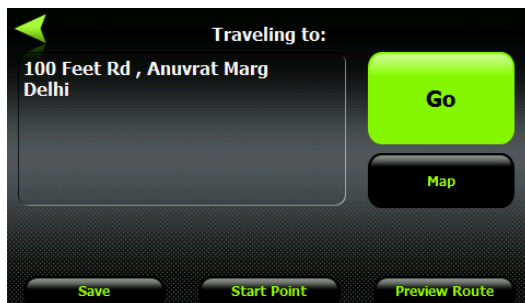 Traveling to:
100 Feet Rd , Anuvrat Marg
Delhi
Go
Map
Save
Start Point
Preview Route